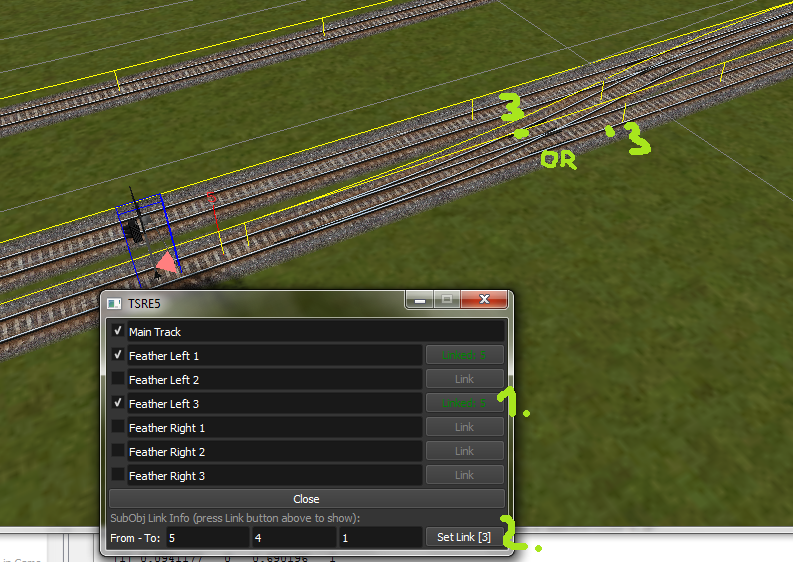 3
OR
3
TSRE5
Main Track
Feather Left 1
Linked: 5
Feather Left 2
Link
Feather Left 3
Linked: 5
1.
Feather Right 1
Link
Feather Right 2
Link
Feather Right 3
Link
Close
SubObj Link Info (press Link button above to show):
2.
From - To: 5 4 1 Set Link [3]